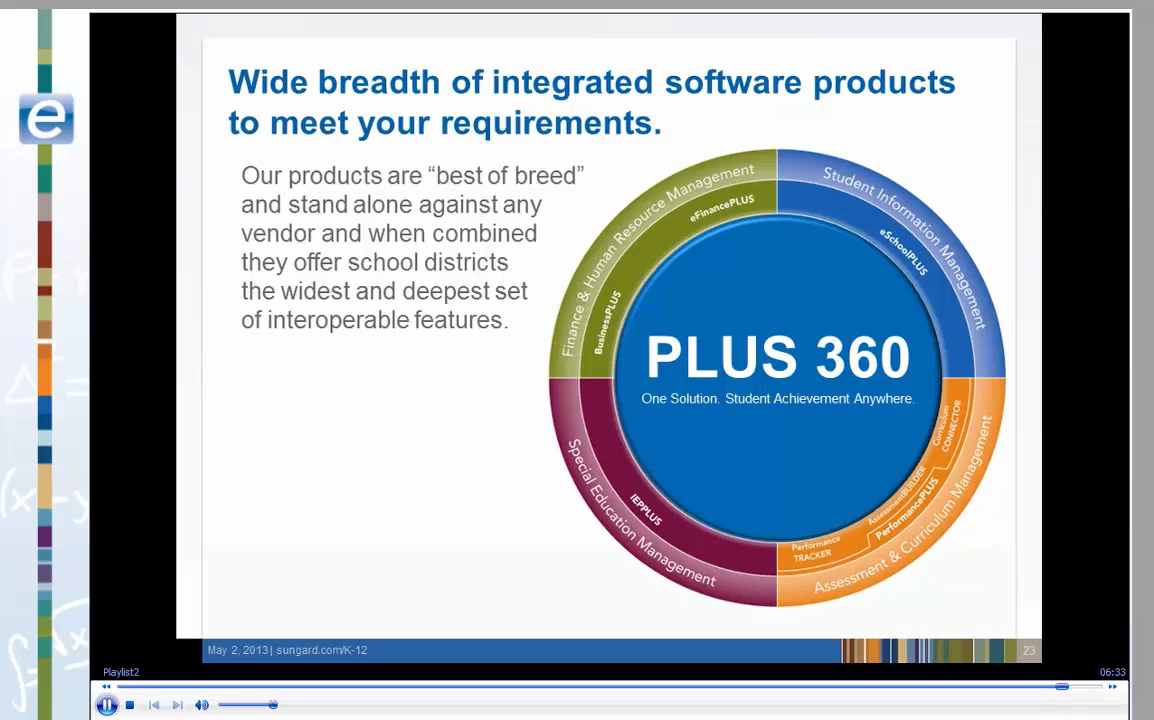 e
Wide breadth of integrated software products
to meet your requirements.
Our products are “best of breed”
and stand alone against any
vendor and when combined
they offer school districts
the widest and deepest set
of interoperable features.
Finance & Human Resource Management
eFinancePLUS
BusinessPLUS
Student Information Management
eSchoolPLUS
PLUS 360
One Solution. Student Achievement Anywhere.
Special Education Management
IEPPLUS
Curriculum
CONNECTOR
AssessmentBUILDER
PerformancePLUS
Performance
TRACKER
Assessment & Curriculum Management
May 2, 2013 | sungard.com/K-12
23
Playlist2
06:33